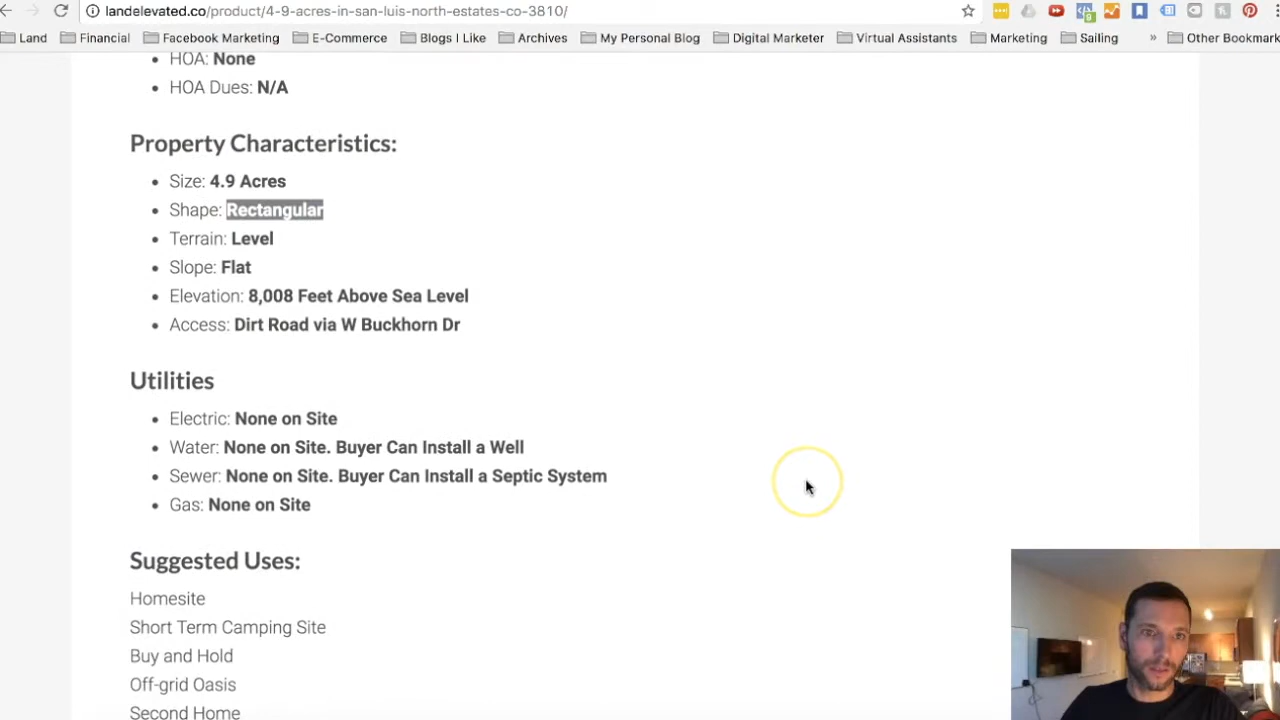 landelevated.co/product/4-9-acres-in-san-luis-north-estates-co-3810/
9
Land
Financial
Facebook Marketing
E-Commerce
Blogs I Like
Archives
My Personal Blog
Digital Marketer
Virtual Assistants
Marketing
Sailing
»
Other Bookmark
HOA: None
HOA Dues: N/A
Property Characteristics:
Size: 4.9 Acres
Shape: Rectangular
Terrain: Level
Slope: Flat
Elevation: 8,008 Feet Above Sea Level
Access: Dirt Road via W Buckhorn Dr
Utilities
Electric: None on Site
Water: None on Site. Buyer Can Install a Well
Sewer: None on Site. Buyer Can Install a Septic System
Gas: None on Site
Suggested Uses:
Homesite
Short Term Camping Site
Buy and Hold
Off-grid Oasis
Second Home